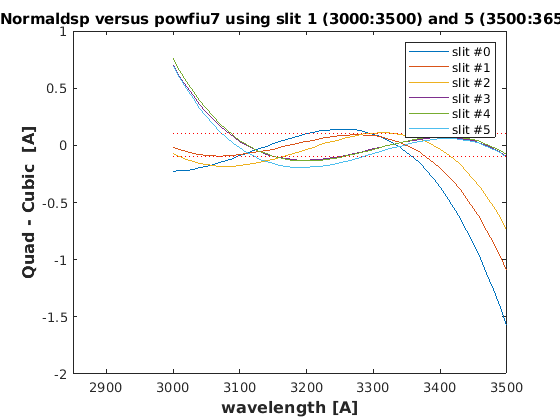 Normaldsp versus powfiu7 using slit 1 (3000:3500) and 5 (3500:365
1
0.5
0
-0.5
-1
-1.5
-2
Quad - Cubic [A]
slit #0
slit #1
slit #2
slit #3
slit #4
slit #5
2900 3000 3100 3200 3300 3400 3500
wavelength [A]